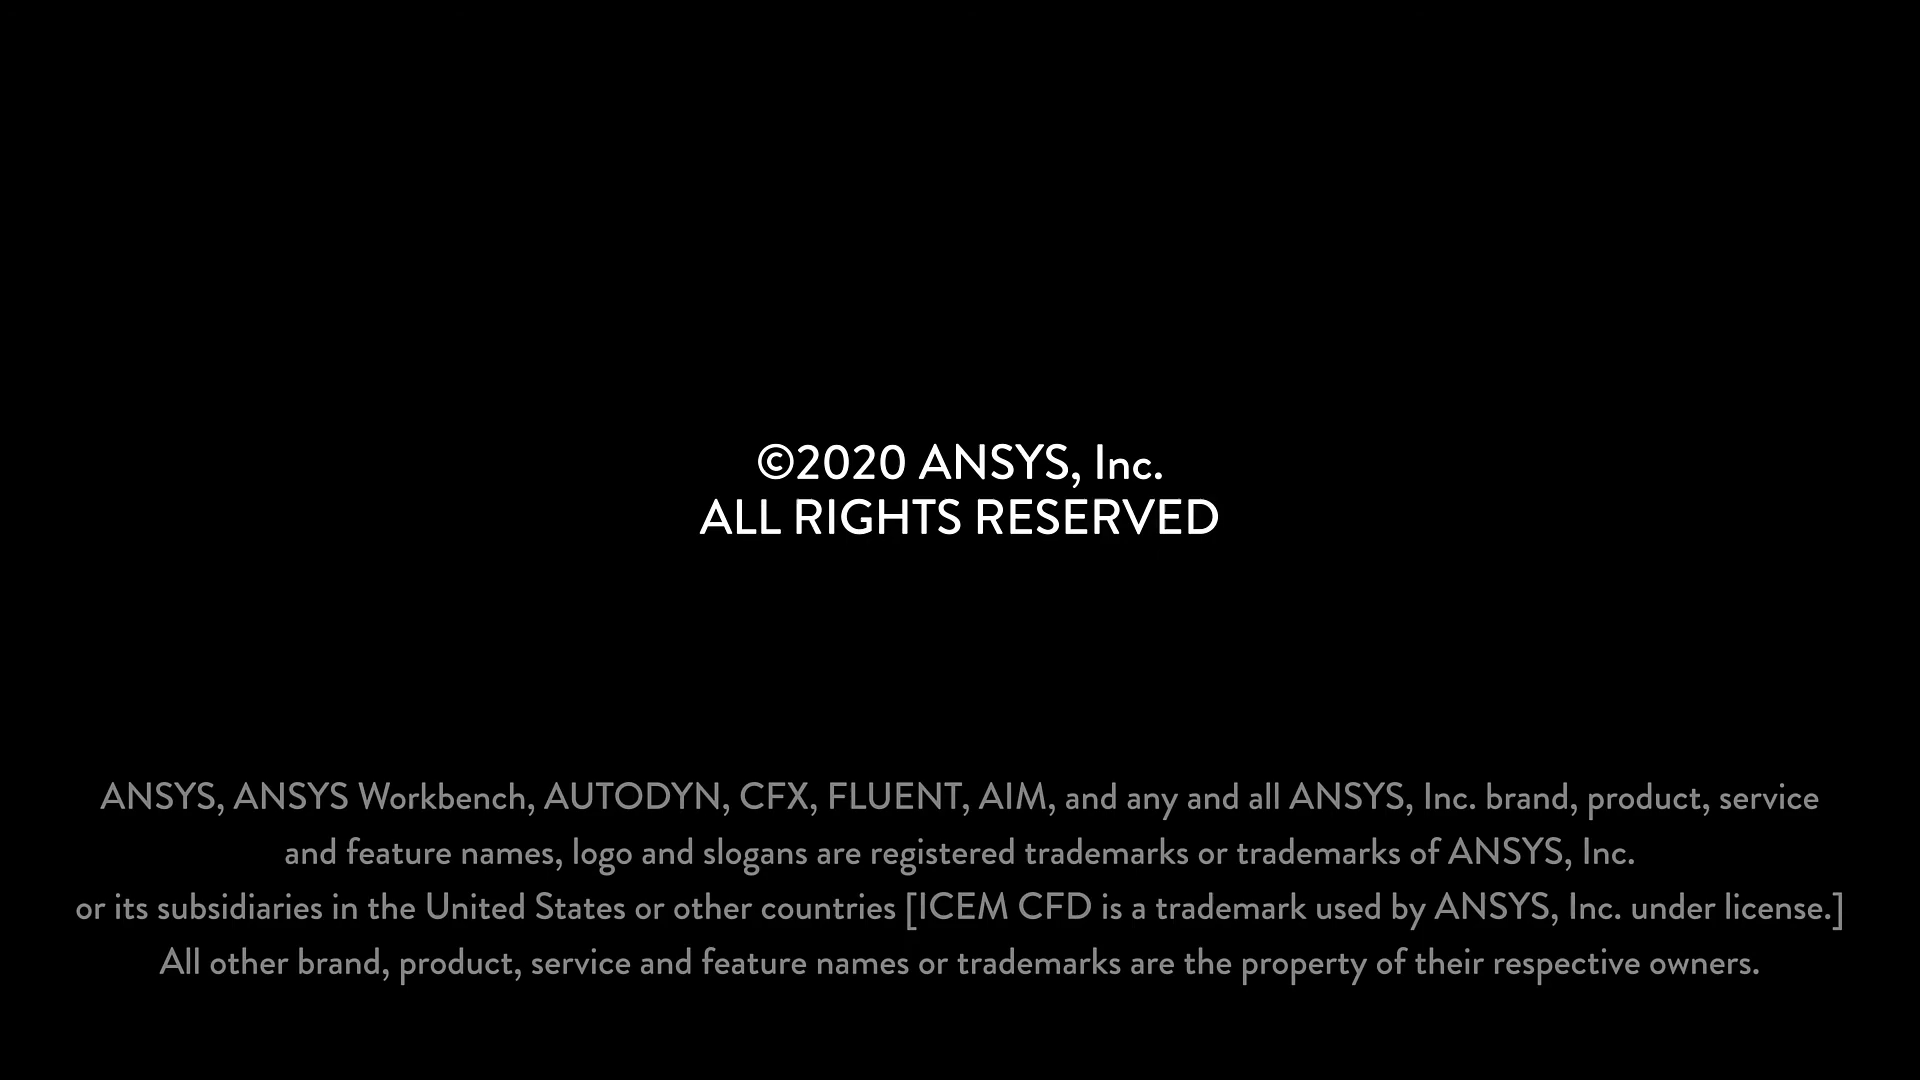 ©2020 ANSYS, Inc.
ALL RIGHTS RESERVED
ANSYS, ANSYS Workbench, AUTODYN, CFX, FLUENT, AIM, and any and all ANSYS, Inc. brand, product, service
and feature names, logo and slogans are registered trademarks or trademarks of ANSYS, Inc.
or its subsidiaries in the United States or other countries [ICEM CFD is a trademark used by ANSYS, Inc. under license.]
All other brand, product, service and feature names or trademarks are the property of their respective owners.